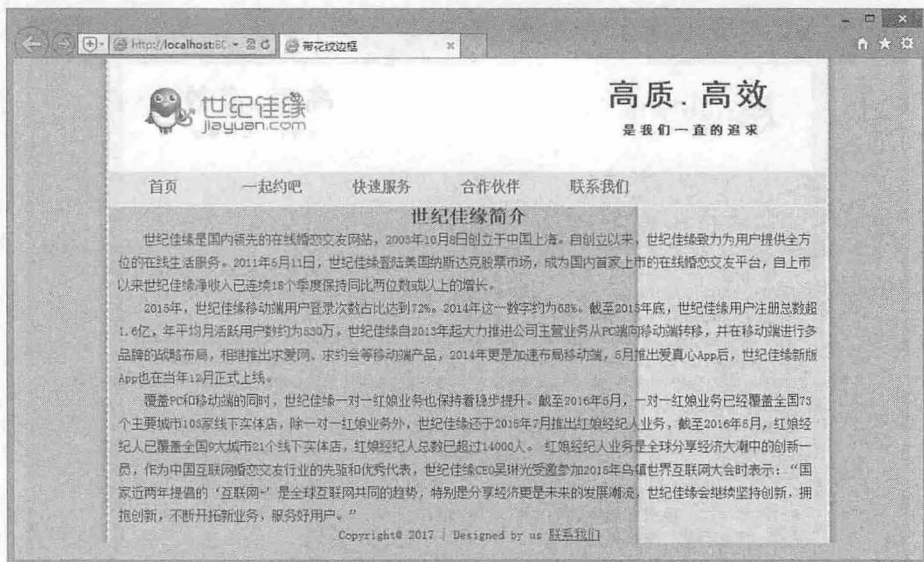 http://localhost:60
带花纹边框
世纪佳缘
jiayuan.com
高质.高效
是我们一直的追求
首页 一起约吧 快速服务 合作伙伴 联系我们
世纪佳缘简介
世纪佳缘是国内领先的在线婚恋交友网站，2003年10月8日创立于中国上海。自创立以来，世纪佳缘致力为用户提供全方
位的在线生活服务。2011年5月11日，世纪佳缘登陆美国纳斯达克股票市场，成为国内首家上市的在线婚恋交友平台，自上市
以来世纪佳缘净收入已连续18个季度保持同比两位数或以上的增长。
2015年，世纪佳缘移动端用户登录次数占比达到72%。2014年这一数字约为68%。截至2015年底，世纪佳缘用户注册总数超
1.6亿，年平均月活跃用户数约为530万。世纪佳缘自2013年起大力推进公司主营业务从PC端向移动端转移，并在移动端进行多
品牌的战略布局，相继推出求爱网、求约会等移动端产品，2014年更是加速布局移动端，5月推出爱真心App后，世纪佳缘新版
App也在当年12月正式上线。
覆盖PC和移动端的同时，世纪佳缘一对一红娘业务也保持着稳步提升。截至2016年5月，一对一红娘业务已经覆盖全国73
个主要城市103家线下实体店，除一对一红娘业务外，世纪佳缘还于2015年7月推出红娘经纪人业务，截至2016年5月，红娘经
纪人已覆盖全国9大城市21个线下实体店，红娘经纪人总数已超过14000人。 红娘经纪人业务是全球分享经济大潮中的创新一
员，作为中国互联网婚恋交友行业的先驱和优秀代表，世纪佳缘CEO吴琳光受邀参加2015年乌镇世界互联网大会时表示：“国
家近两年提倡的‘互联网+’是全球互联网共同的趋势，特别是分享经济更是未来的发展潮流，世纪佳缘会继续坚持创新，拥
抱创新，不断开拓新业务，服务好用户。”
Copyright© 2017 | Designed by us 联系我们